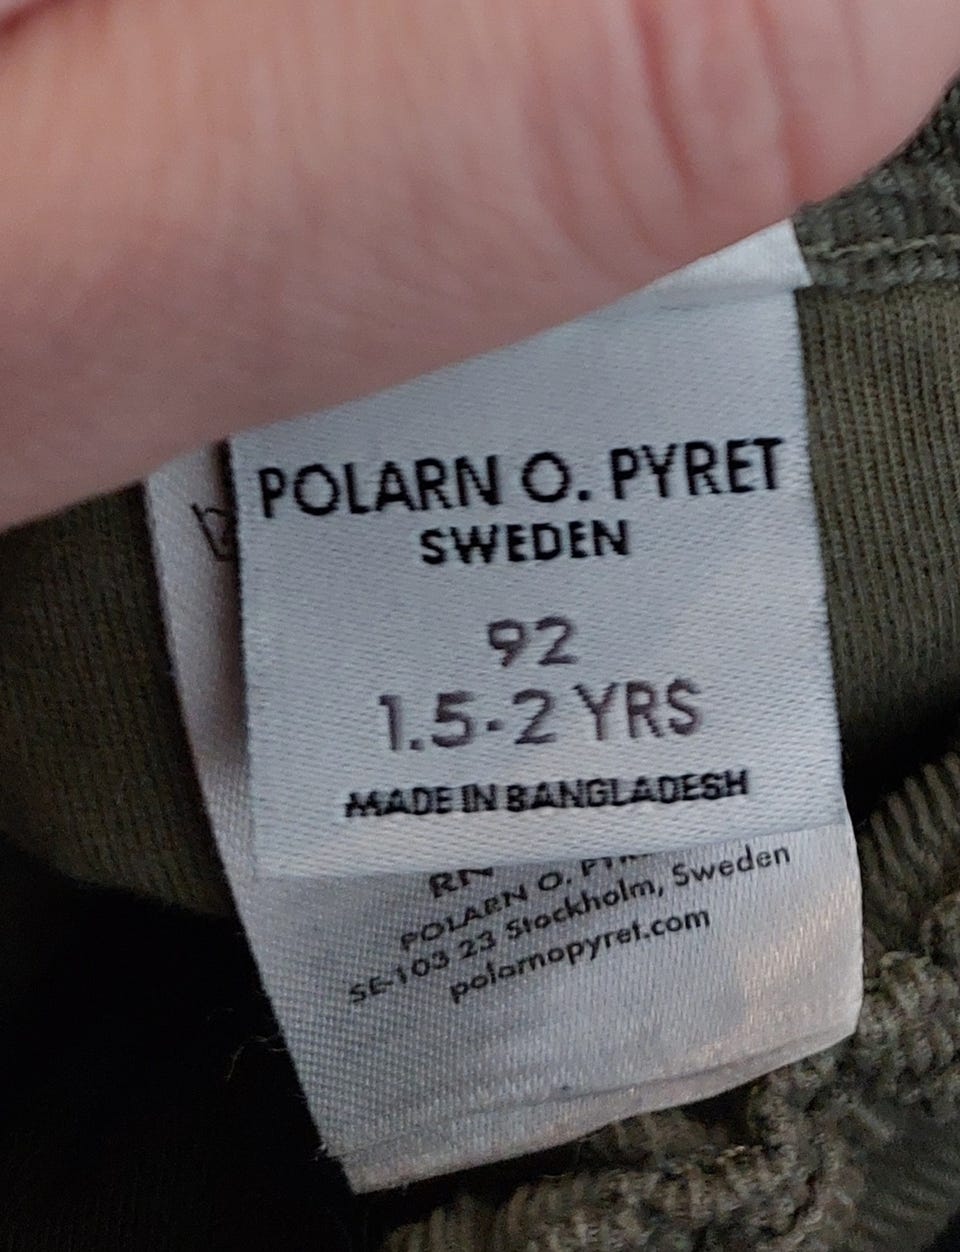 POLARN O. PYRET
SWEDEN
92
1.5-2 YRS
MADE IN BANGLADESH
RN
POLARN O.
SE-103 23 Stockholm, Sweden
polarnopyret.com